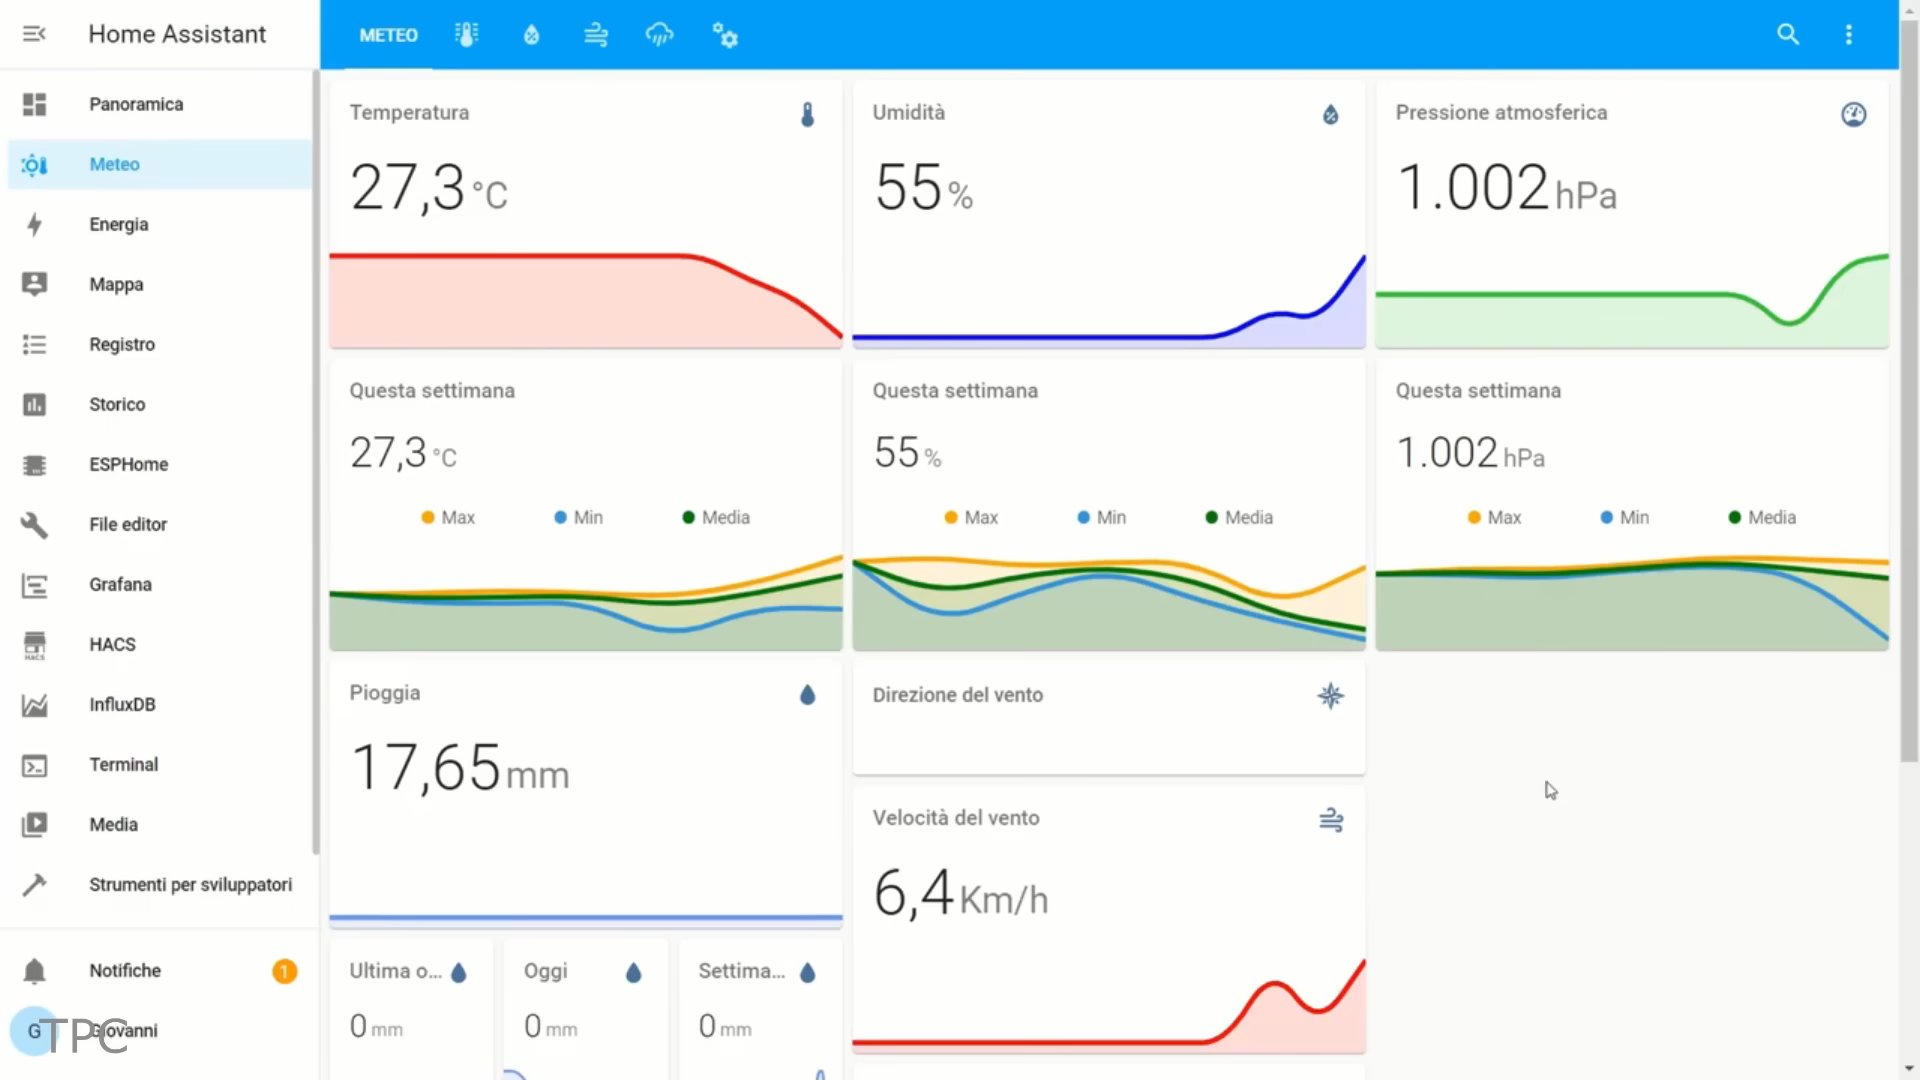 Home Assistant
METEO
Panoramica
Meteo
Energia
Mappa
Registro
Storico
ESPHome
File editor
Grafana
HACS
HACS
InfluxDB
Terminal
Media
Strumenti per sviluppatori
Notifiche 1
G Giovanni
TPC
Temperatura
27,3 °C
Umidità
55 %
Pressione atmosferica
1.002 hPa
Questa settimana
27,3 °C
Max Min Media
Questa settimana
55 %
Max Min Media
Questa settimana
1.002 hPa
Max Min Media
Pioggia
17,65 mm
Direzione del vento
Velocità del vento
6,4 Km/h
Ultima o...
0 mm
Oggi
0 mm
Settima...
0 mm